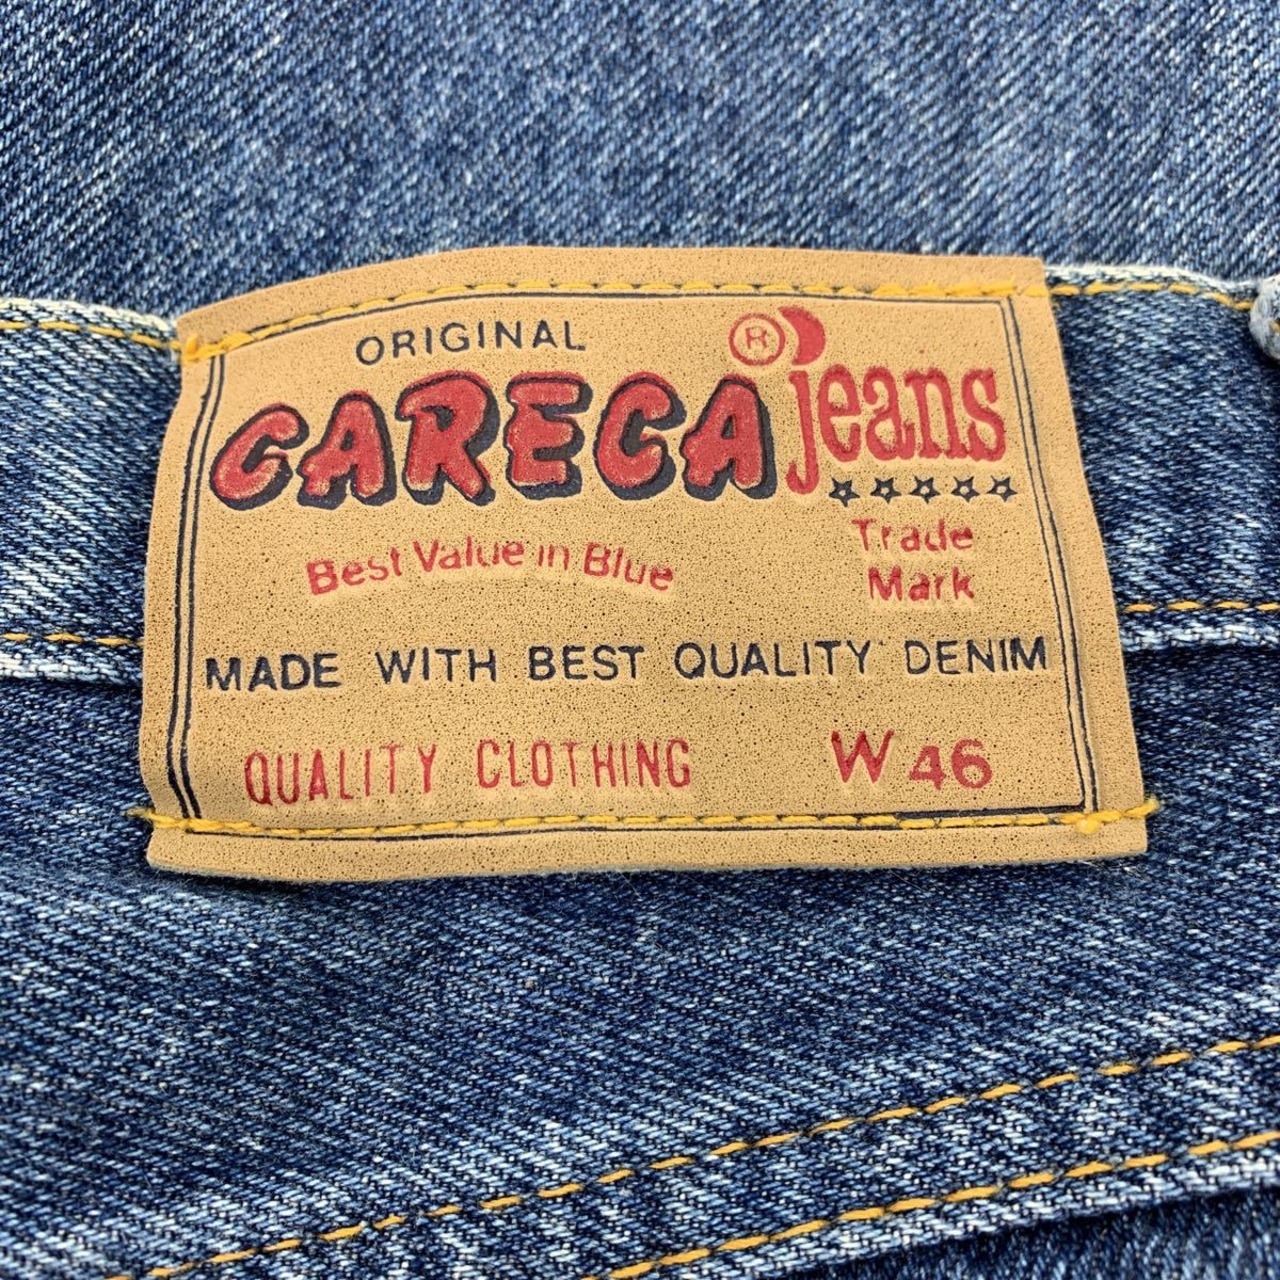 ORIGINAL
CARECA jeans ®
Best Value in Blue
Trade
Mark
MADE WITH BEST QUALITY DENIM
QUALITY CLOTHING W 46